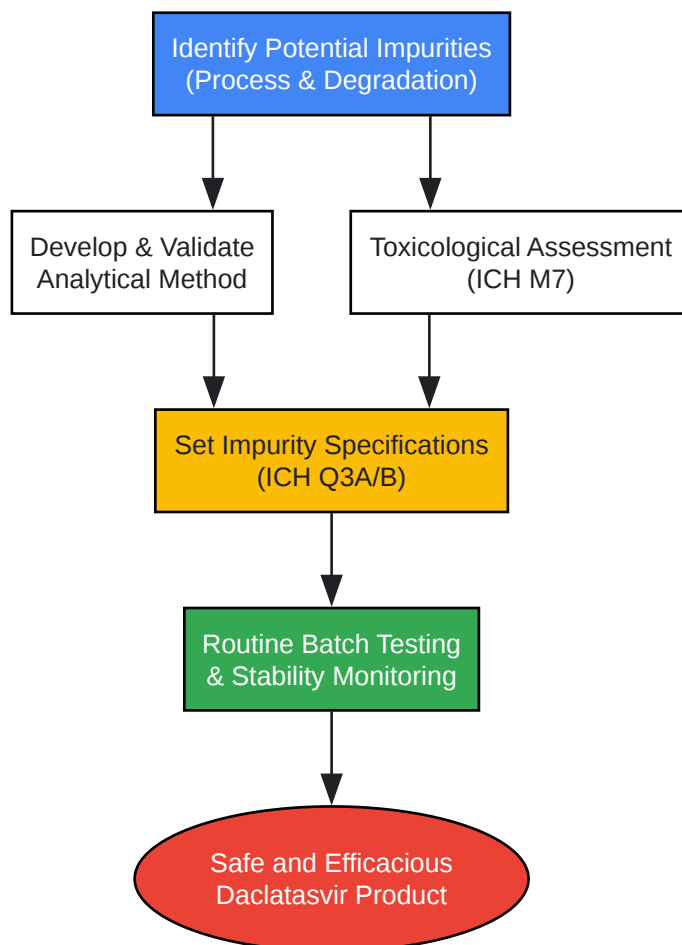 Identify Potential Impurities
(Process & Degradation)
Develop & Validate
Analytical Method
Toxicological Assessment
(ICH M7)
Set Impurity Specifications
(ICH Q3A/B)
Routine Batch Testing
& Stability Monitoring
Safe and Efficacious
Daclatasvir Product